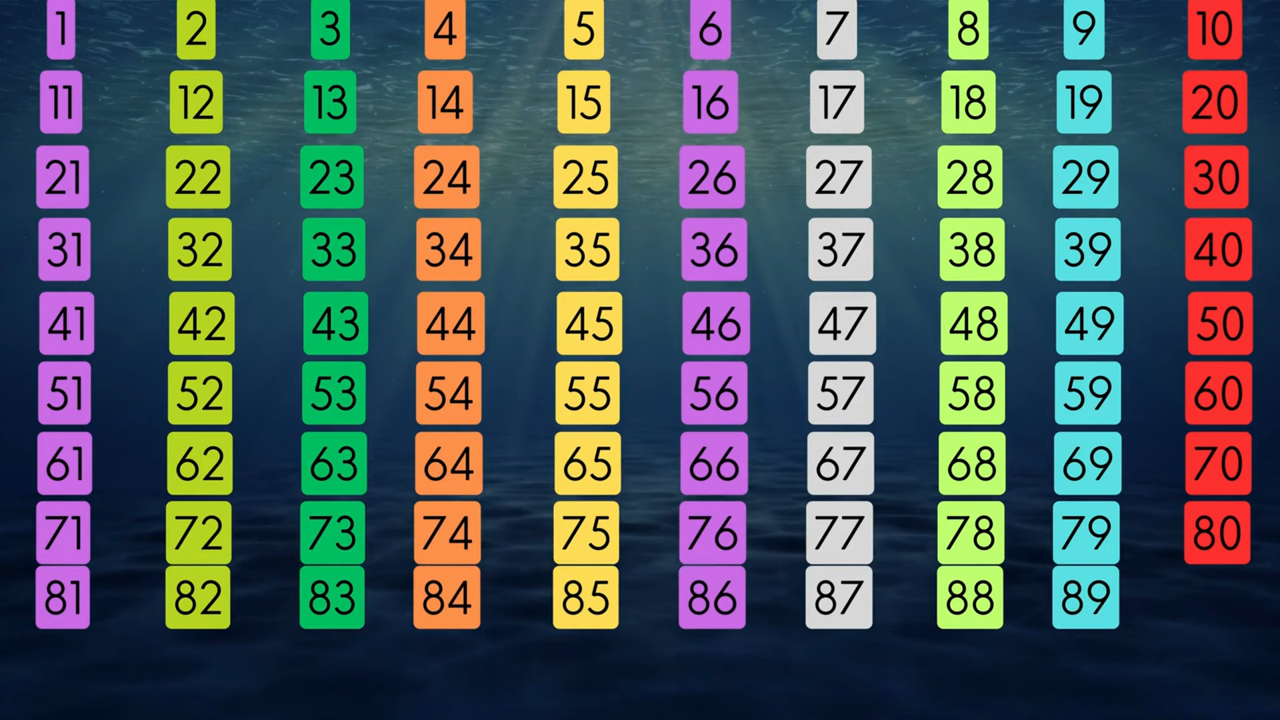 1 2 3 4 5 6 7 8 9 10
11 12 13 14 15 16 17 18 19 20
21 22 23 24 25 26 27 28 29 30
31 32 33 34 35 36 37 38 39 40
41 42 43 44 45 46 47 48 49 50
51 52 53 54 55 56 57 58 59 60
61 62 63 64 65 66 67 68 69 70
71 72 73 74 75 76 77 78 79 80
81 82 83 84 85 86 87 88 89